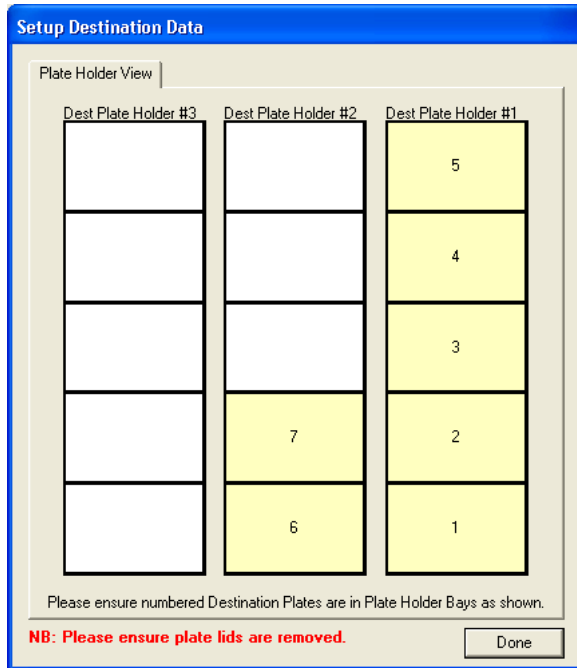 Setup Destination Data
Plate Holder View
Dest Plate Holder #3 Dest Plate Holder #2 Dest Plate Holder #1
5
4
3
7 2
6 1
Please ensure numbered Destination Plates are in Plate Holder Bays as shown.
NB: Please ensure plate lids are removed.
Done